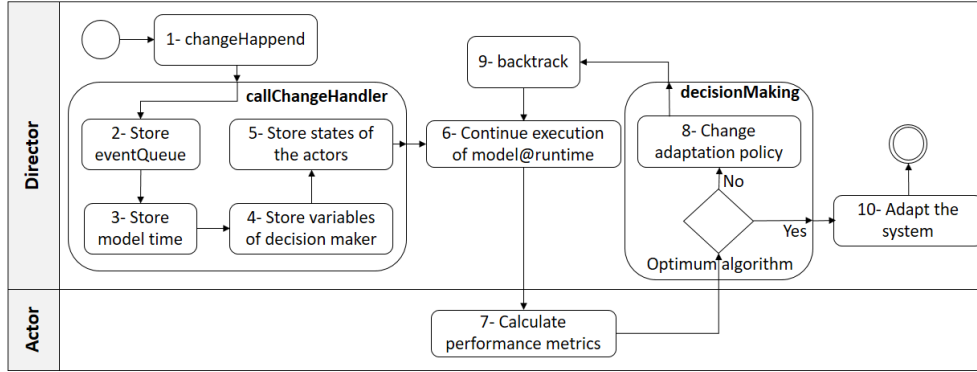 Director
1- changeHappend
callChangeHandler
2- Store
eventQueue
3- Store
model time
4- Store variables
of decision maker
5- Store states of
the actors
6- Continue execution
of model@runtime
9- backtrack
decisionMaking
8- Change
adaptation policy
No
Yes
Optimum algorithm
10- Adapt the
system
Actor
7- Calculate
performance metrics